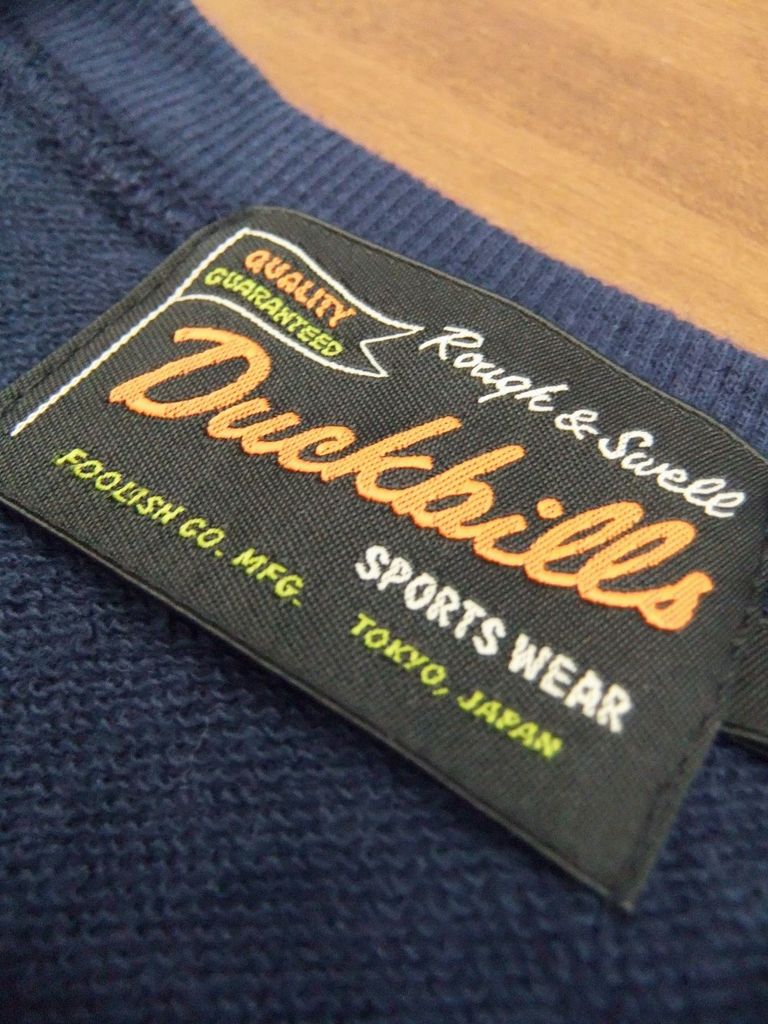 QUALITY
GUARANTEED
Rough & Swell
Duckbills
SPORTS WEAR
FOOLISH CO. MFG. TOKYO, JAPAN